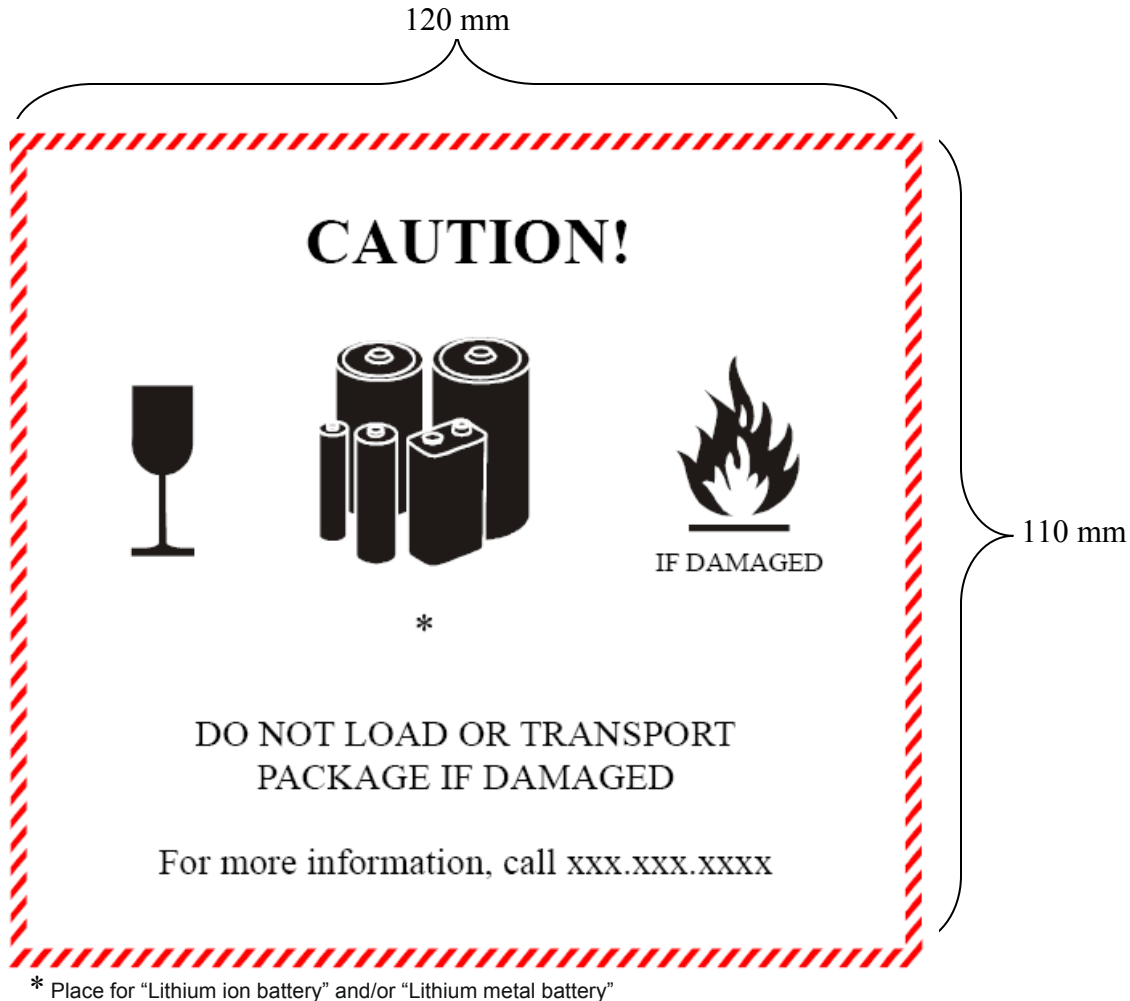 120 mm
CAUTION!
110 mm
IF DAMAGED
*
DO NOT LOAD OR TRANSPORT
PACKAGE IF DAMAGED
For more information, call xxx.xxx.xxxx
* Place for “Lithium ion battery” and/or “Lithium metal battery”